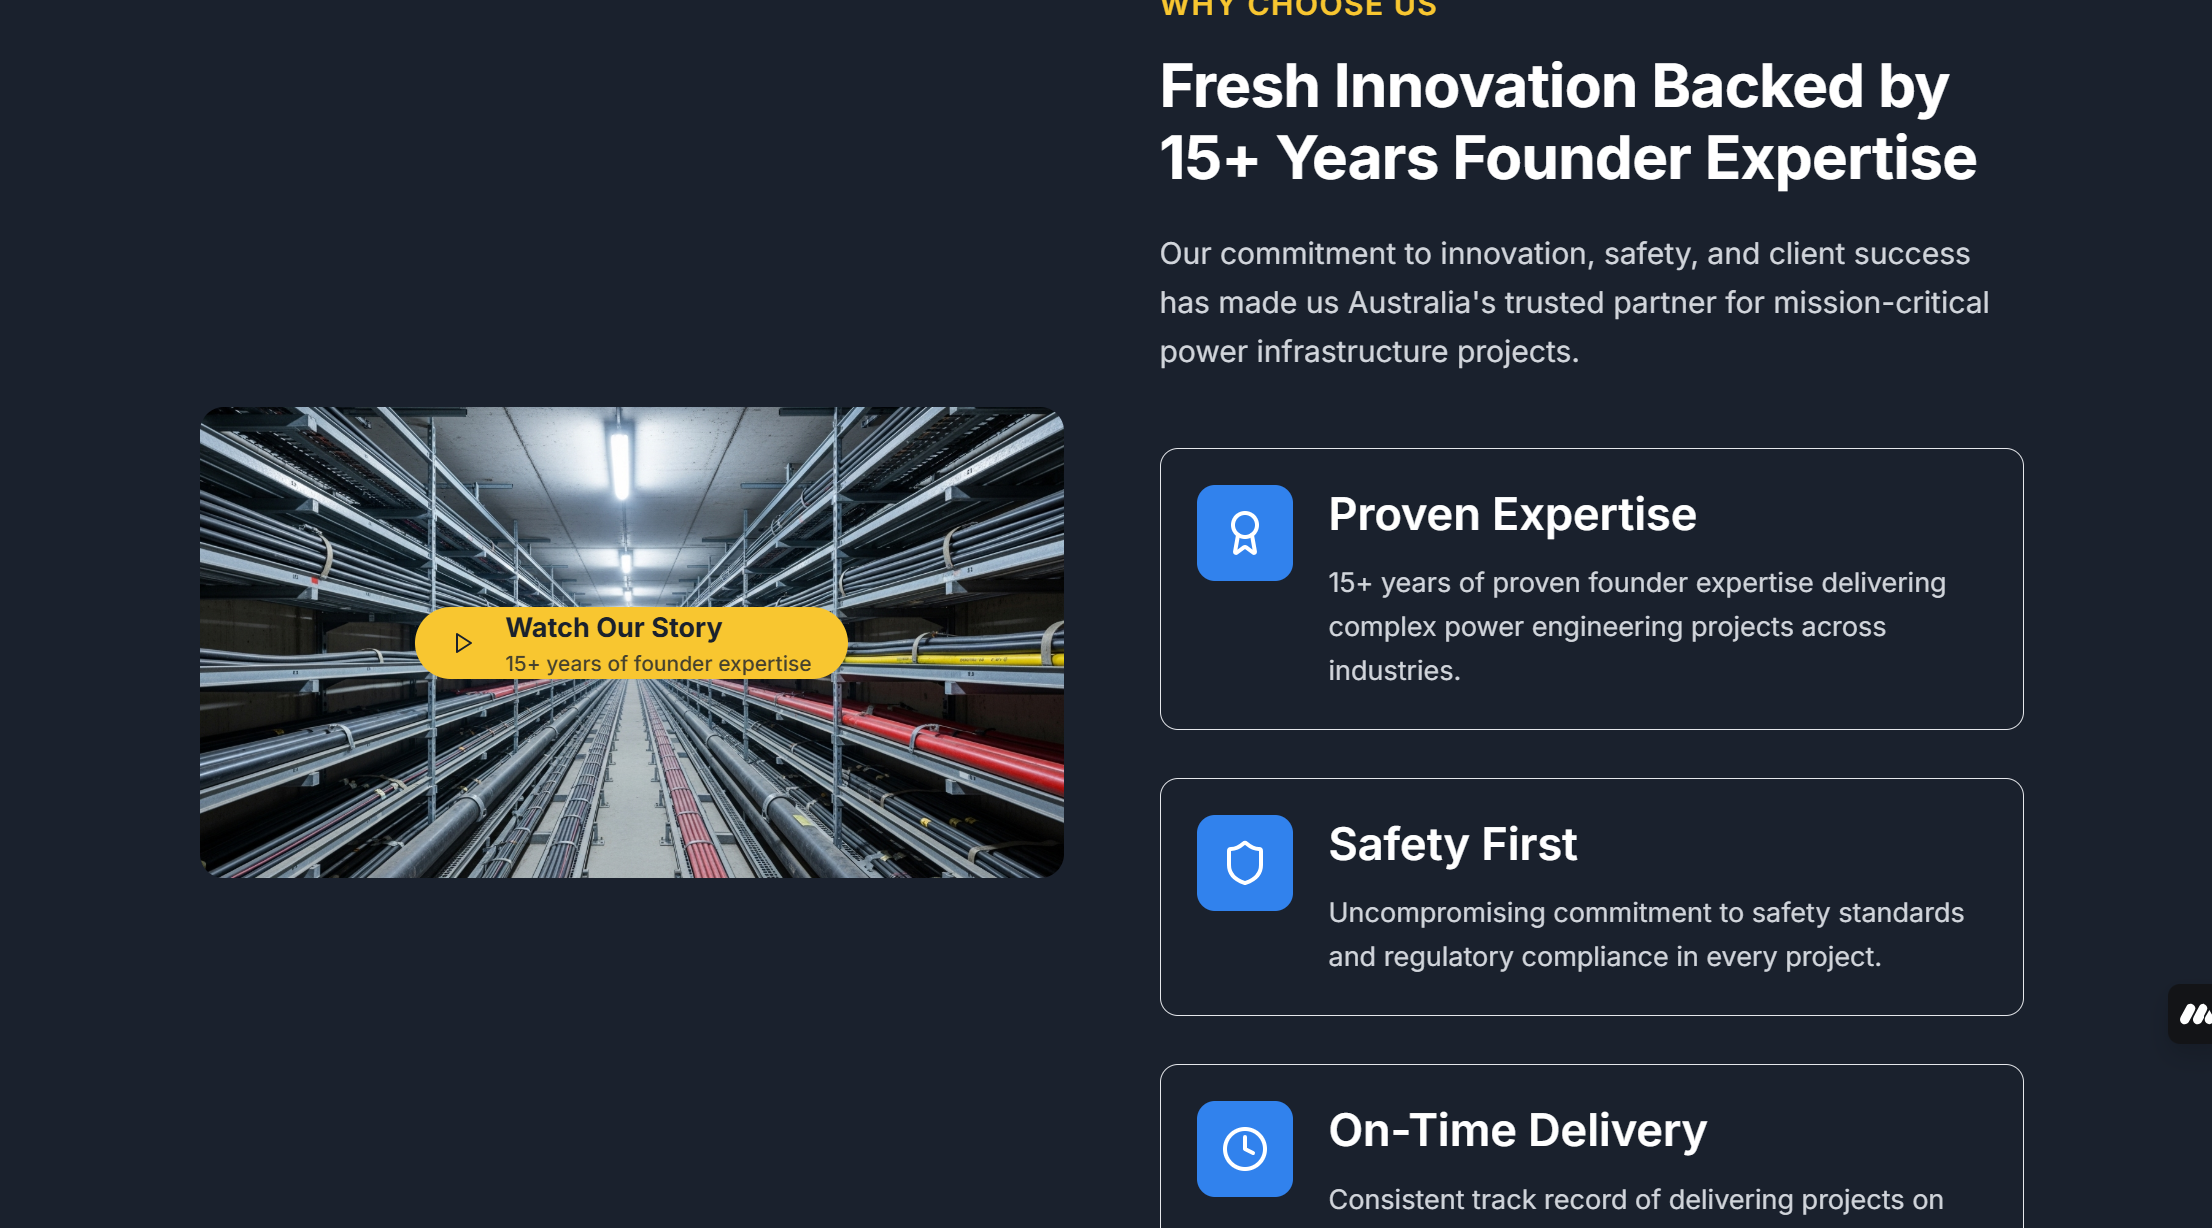 WHY CHOOSE US
Fresh Innovation Backed by
15+ Years Founder Expertise
Our commitment to innovation, safety, and client success
has made us Australia's trusted partner for mission-critical
power infrastructure projects.
Watch Our Story
15+ years of founder expertise
Proven Expertise
15+ years of proven founder expertise delivering
complex power engineering projects across
industries.
Safety First
Uncompromising commitment to safety standards
and regulatory compliance in every project.
On-Time Delivery
Consistent track record of delivering projects on